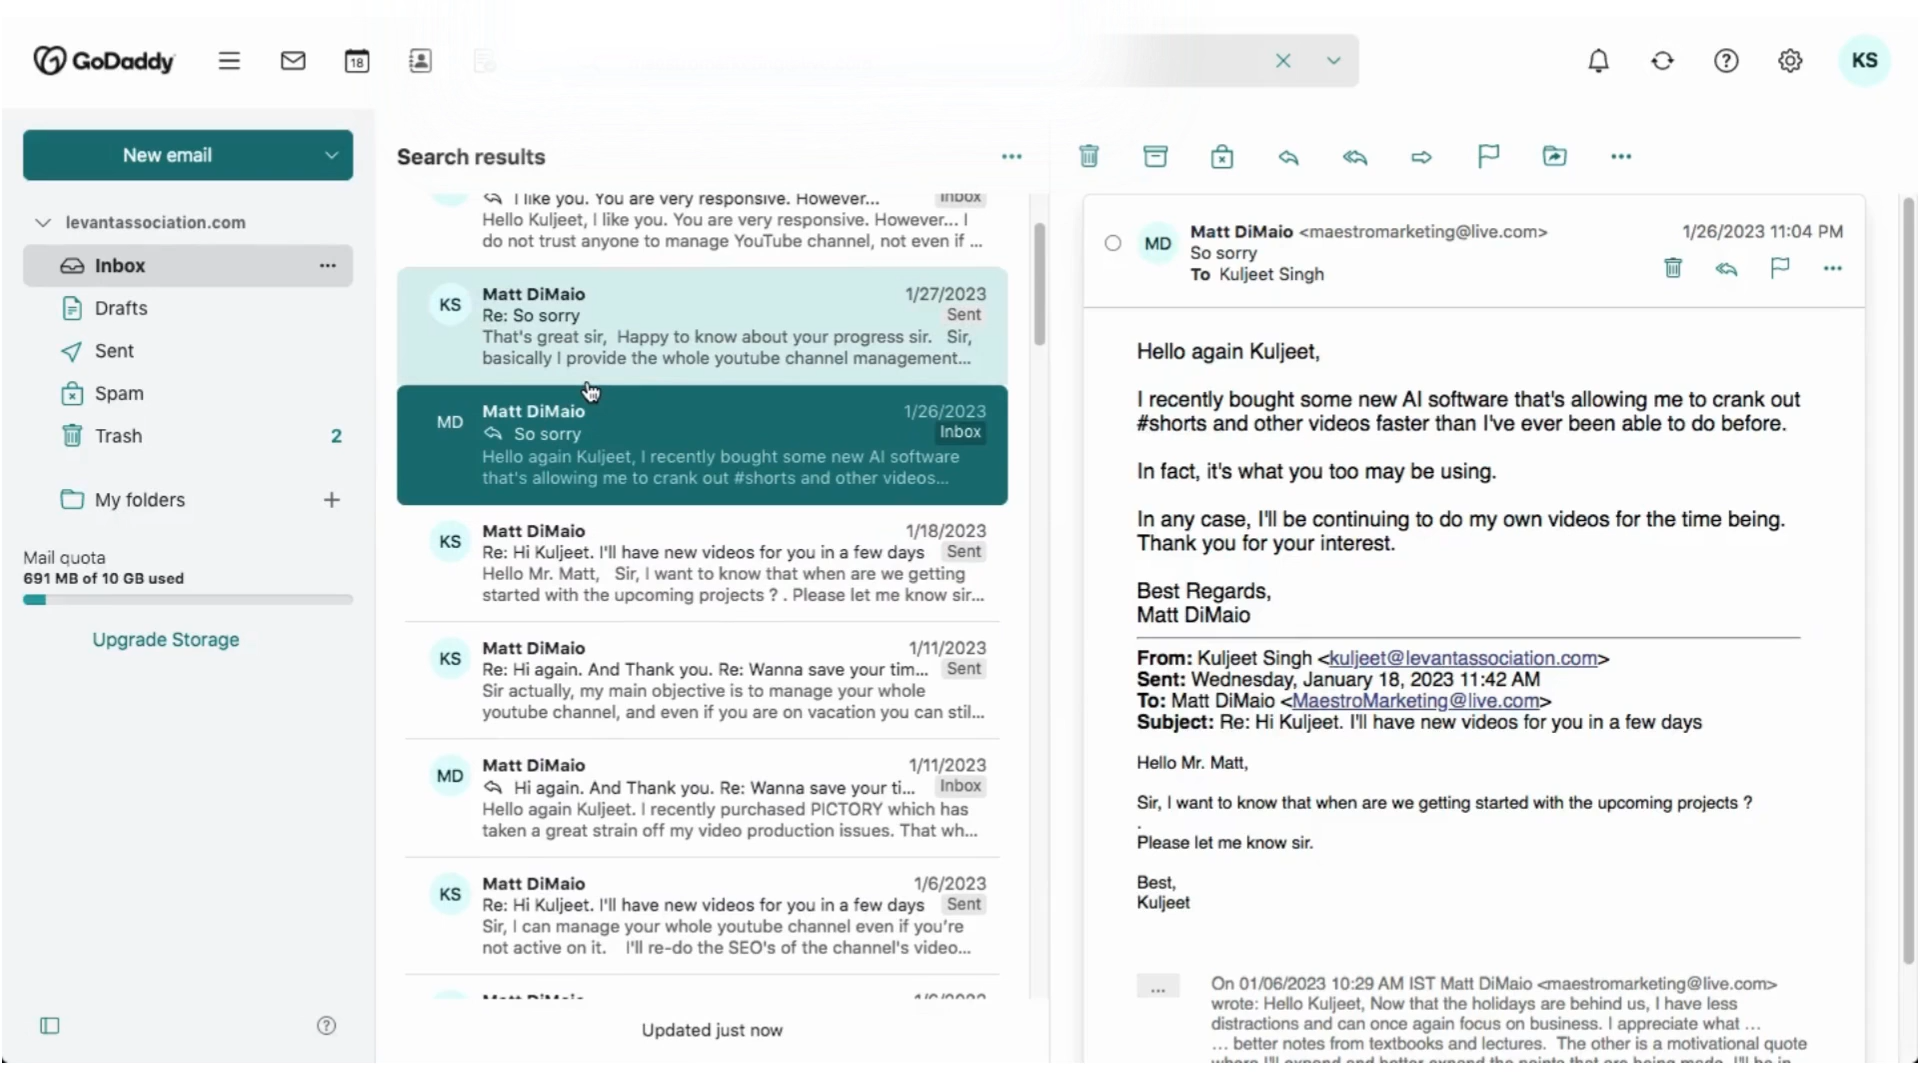 GoDaddy
18
KS
New email
levantassociation.com
Inbox
Drafts
Sent
Spam
Trash 2
My folders
Mail quota
691 MB of 10 GB used
Upgrade Storage
Search results
I like you. You are very responsive. However... Inbox
Hello Kuljeet, I like you. You are very responsive. However... I
do not trust anyone to manage YouTube channel, not even if ...
KS
Matt DiMaio 1/27/2023
Re: So sorry Sent
That's great sir, Happy to know about your progress sir. Sir,
basically I provide the whole youtube channel management...
MD
Matt DiMaio 1/26/2023
So sorry Inbox
Hello again Kuljeet, I recently bought some new AI software
that's allowing me to crank out #shorts and other videos...
KS
Matt DiMaio 1/18/2023
Re: Hi Kuljeet. I'll have new videos for you in a few days Sent
Hello Mr. Matt, Sir, I want to know that when are we getting
started with the upcoming projects ? . Please let me know sir...
KS
Matt DiMaio 1/11/2023
Re: Hi again. And Thank you. Re: Wanna save your tim... Sent
Sir actually, my main objective is to manage your whole
youtube channel, and even if you are on vacation you can stil...
MD
Matt DiMaio 1/11/2023
Hi again. And Thank you. Re: Wanna save your ti... Inbox
Hello again Kuljeet. I recently purchased PICTORY which has
taken a great strain off my video production issues. That wh...
KS
Matt DiMaio 1/6/2023
Re: Hi Kuljeet. I'll have new videos for you in a few days Sent
Sir, I can manage your whole youtube channel even if you're
not active on it. I'll re-do the SEO's of the channel's video...
Matt DiMaio 1/6/2023
Updated just now
MD
Matt DiMaio <maestromarketing@live.com> 1/26/2023 11:04 PM
So sorry
To Kuljeet Singh
Hello again Kuljeet,
I recently bought some new AI software that's allowing me to crank out
#shorts and other videos faster than I've ever been able to do before.
In fact, it's what you too may be using.
In any case, I'll be continuing to do my own videos for the time being.
Thank you for your interest.
Best Regards,
Matt DiMaio
From: Kuljeet Singh <kuljeet@levantassociation.com>
Sent: Wednesday, January 18, 2023 11:42 AM
To: Matt DiMaio <MaestroMarketing@live.com>
Subject: Re: Hi Kuljeet. I'll have new videos for you in a few days
Hello Mr. Matt,
Sir, I want to know that when are we getting started with the upcoming projects ?
.
Please let me know sir.
Best,
Kuljeet
...
On 01/06/2023 10:29 AM IST Matt DiMaio <maestromarketing@live.com>
wrote: Hello Kuljeet, Now that the holidays are behind us, I have less
distractions and can once again focus on business. I appreciate what ...
... better notes from textbooks and lectures. The other is a motivational quote
where I'll expand and better expand the points that are being made. I'll be in